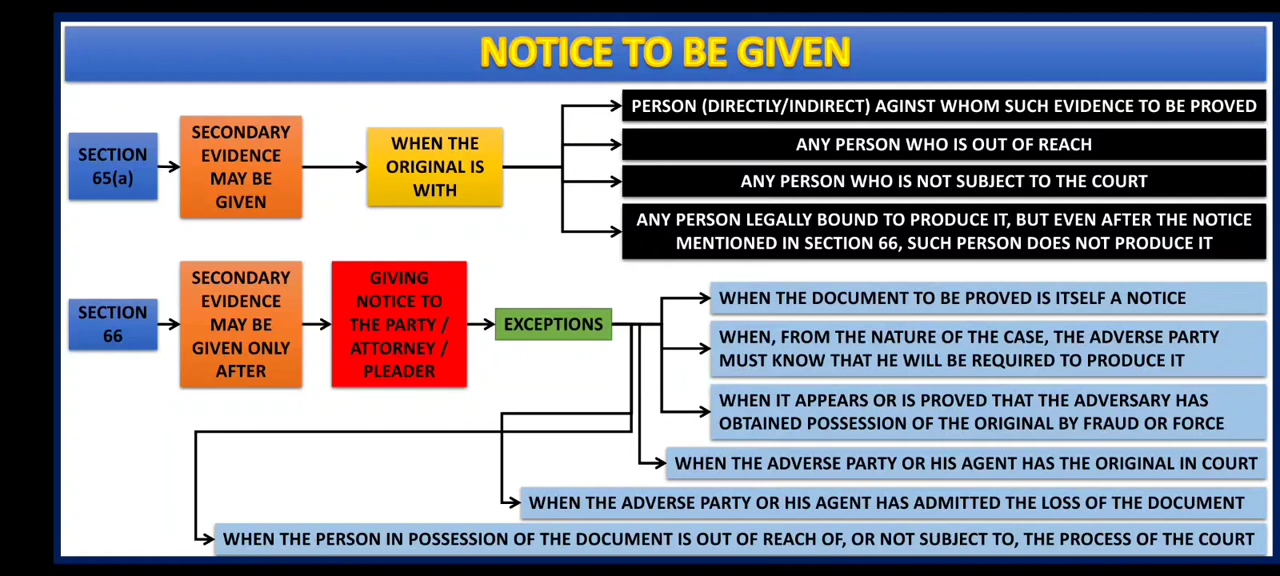 NOTICE TO BE GIVEN
SECTION
65(a)
SECONDARY
EVIDENCE
MAY BE
GIVEN
WHEN THE
ORIGINAL IS
WITH
PERSON (DIRECTLY/INDIRECT) AGINST WHOM SUCH EVIDENCE TO BE PROVED
ANY PERSON WHO IS OUT OF REACH
ANY PERSON WHO IS NOT SUBJECT TO THE COURT
ANY PERSON LEGALLY BOUND TO PRODUCE IT, BUT EVEN AFTER THE NOTICE
MENTIONED IN SECTION 66, SUCH PERSON DOES NOT PRODUCE IT
SECTION
66
SECONDARY
EVIDENCE
MAY BE
GIVEN ONLY
AFTER
GIVING
NOTICE TO
THE PARTY /
ATTORNEY /
PLEADER
EXCEPTIONS
WHEN THE DOCUMENT TO BE PROVED IS ITSELF A NOTICE
WHEN, FROM THE NATURE OF THE CASE, THE ADVERSE PARTY
MUST KNOW THAT HE WILL BE REQUIRED TO PRODUCE IT
WHEN IT APPEARS OR IS PROVED THAT THE ADVERSARY HAS
OBTAINED POSSESSION OF THE ORIGINAL BY FRAUD OR FORCE
WHEN THE ADVERSE PARTY OR HIS AGENT HAS THE ORIGINAL IN COURT
WHEN THE ADVERSE PARTY OR HIS AGENT HAS ADMITTED THE LOSS OF THE DOCUMENT
WHEN THE PERSON IN POSSESSION OF THE DOCUMENT IS OUT OF REACH OF, OR NOT SUBJECT TO, THE PROCESS OF THE COURT